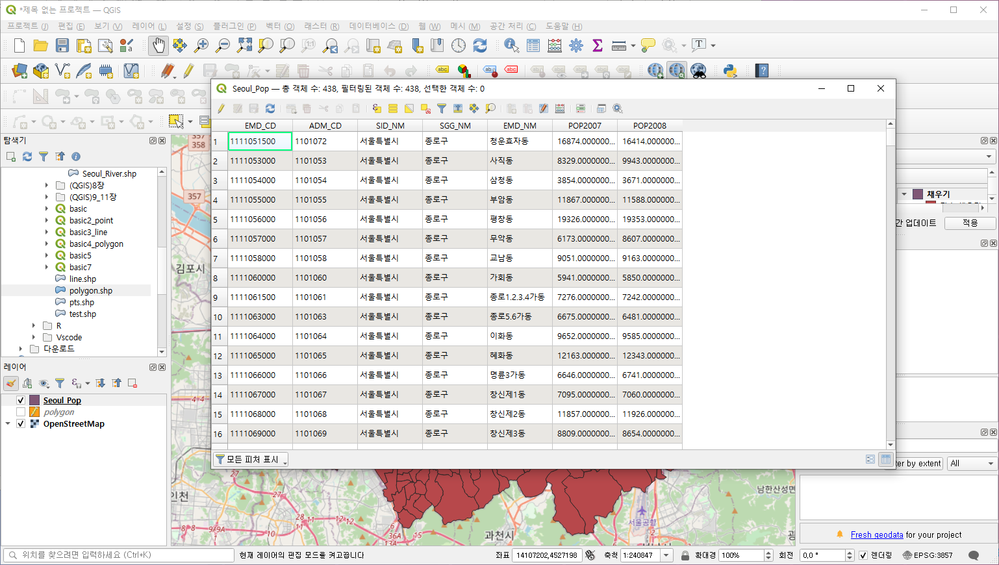 *제목 없는 프로젝트 — QGIS
프로젝트 (J) 편집 (E) 보기 (V) 레이어 (L) 설정 (S) 플러그인 (P) 벡터 (O) 래스터 (R) 데이터베이스 (D) 웹 (W) 메시 (M) 공간 처리 (C) 도움말 (H)
Seoul_Pop — 총 객체 수: 438, 필터링된 객체 수: 438, 선택한 객체 수: 0
EMD_CD ADM_CD SID_NM SGG_NM EMD_NM POP2007 POP2008
1 1111051500 1101072 서울특별시 종로구 청운효자동 16874.000000... 16414.000000...
2 1111053000 1101053 서울특별시 종로구 사직동 8329.0000000... 9943.0000000...
3 1111054000 1101054 서울특별시 종로구 삼청동 3854.0000000... 3671.0000000...
4 1111055000 1101055 서울특별시 종로구 부암동 11867.000000... 11588.000000...
5 1111056000 1101056 서울특별시 종로구 평창동 19326.000000... 19353.000000...
6 1111057000 1101057 서울특별시 종로구 무악동 6173.0000000... 8607.0000000...
7 1111058000 1101058 서울특별시 종로구 교남동 9051.0000000... 9163.0000000...
8 1111060000 1101060 서울특별시 종로구 가회동 5941.0000000... 5850.0000000...
9 1111061500 1101061 서울특별시 종로구 종로1.2.3.4가동 7276.0000000... 7242.0000000...
10 1111063000 1101063 서울특별시 종로구 종로5.6가동 6675.0000000... 6481.0000000...
11 1111064000 1101064 서울특별시 종로구 이화동 9652.0000000... 9585.0000000...
12 1111065000 1101065 서울특별시 종로구 혜화동 12163.000000... 12343.000000...
13 1111066000 1101066 서울특별시 종로구 명륜3가동 6646.0000000... 6741.0000000...
14 1111067000 1101067 서울특별시 종로구 창신제1동 7095.0000000... 7060.0000000...
15 1111068000 1101068 서울특별시 종로구 창신제2동 11857.000000... 11926.000000...
16 1111069000 1101069 서울특별시 종로구 창신제3동 8809.0000000... 8654.0000000...
모든 피처 표시
탐색기
Seoul_River.shp
(QGIS)8장
(QGIS)9_11장
basic
basic2_point
basic3_line
basic4_polygon
basic5
basic7
line.shp
polygon.shp
pts.shp
test.shp
R
Vscode
다운로드
레이어
Seoul_Pop
polygon
OpenStreetMap
357
358
357
김포시
4-4
인천
28 11
12 12 12
8 8 9/9A
36A
33A
과천시
서울공항
남한산성면
채우기
간 업데이트
적용
ter by extent
All
Fresh geodata for your project
위치를 찾으려면 입력하세요 (Ctrl+K)
현재 레이어의 편집 모드를 켜고끕니다
좌표 14107202,4527198 축척 1:240847 확대경 100% 회전 0,0 ° 렌더링 EPSG:3857